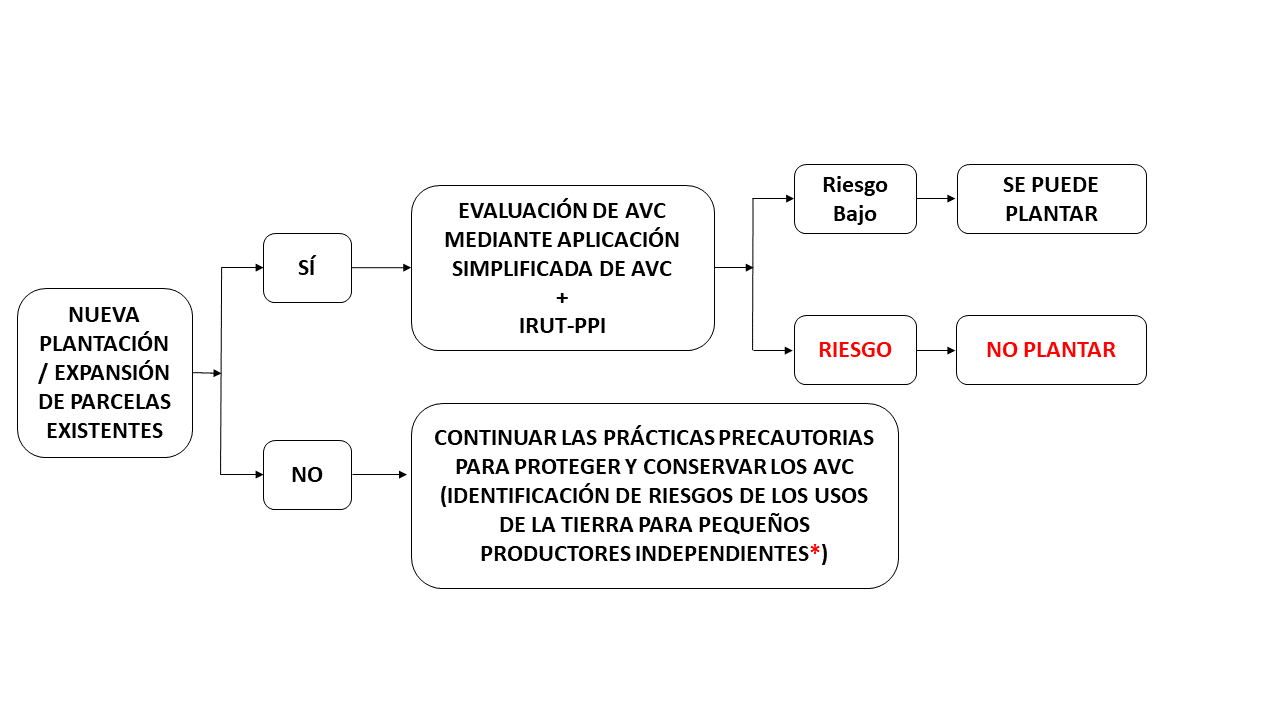 NUEVA
PLANTACIÓN
/ EXPANSIÓN
DE PARCELAS
EXISTENTES
SÍ
EVALUACIÓN DE AVC
MEDIANTE APLICACIÓN
SIMPLIFICADA DE AVC
+
IRUT-PPI
Riesgo
Bajo
SE PUEDE
PLANTAR
RIESGO
NO PLANTAR
NO
CONTINUAR LAS PRÁCTICAS PRECAUTORIAS
PARA PROTEGER Y CONSERVAR LOS AVC
(IDENTIFICACIÓN DE RIESGOS DE LOS USOS
DE LA TIERRA PARA PEQUEÑOS
PRODUCTORES INDEPENDIENTES*)